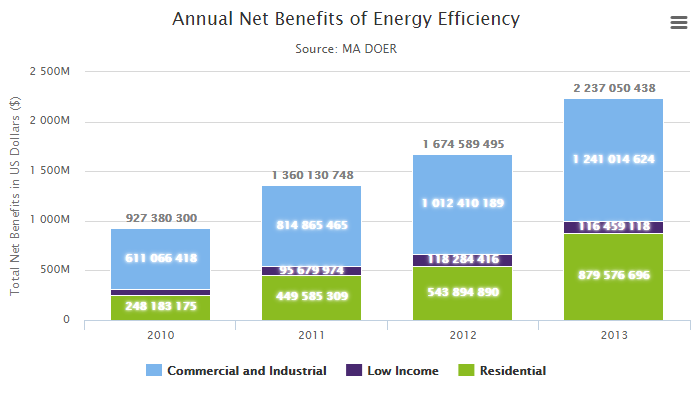 Annual Net Benefits of Energy Efficiency
Source: MA DOER
Total Net Benefits in US Dollars ($)
2 500M
2 000M
1 500M
1 000M
500M
0
927 380 300
611 066 418
248 183 175
1 360 130 748
814 865 465
95 679 974
449 585 309
1 674 589 495
1 012 410 189
118 284 416
543 894 890
2 237 050 438
1 241 014 624
116 459 118
879 576 696
2010 2011 2012 2013
Commercial and Industrial Low Income Residential